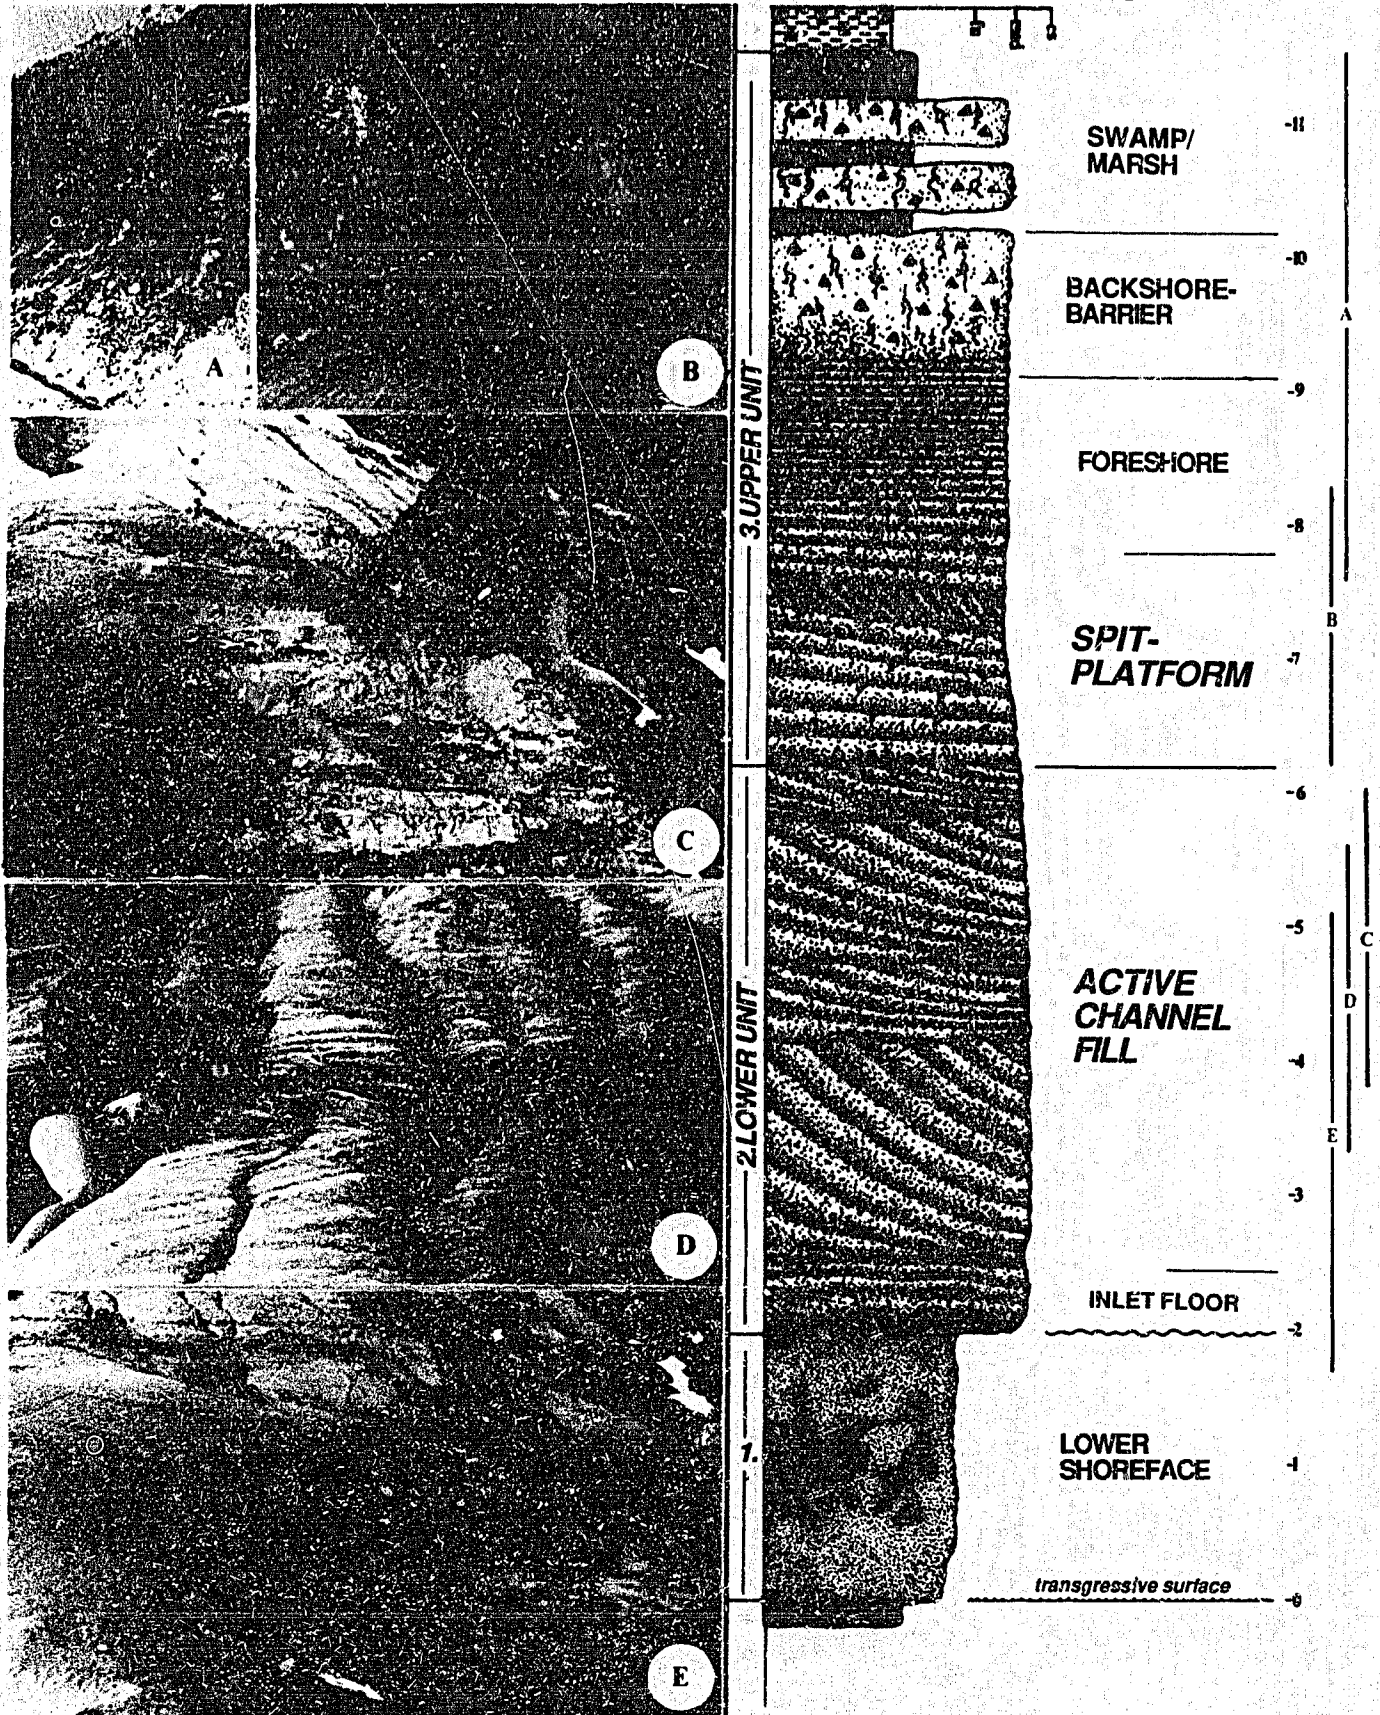 A
B
C
D
E
3.UPPER UNIT
2.LOWER UNIT
1.
SWAMP/
MARSH
BACKSHORE-
BARRIER
FORESHORE
SPIT-
PLATFORM
ACTIVE
CHANNEL
FILL
INLET FLOOR
LOWER
SHOREFACE
transgressive surface
-11
-10
-9
-8
-7
-6
-5
-4
-3
-2
-1
-0
A
B
C
D
E